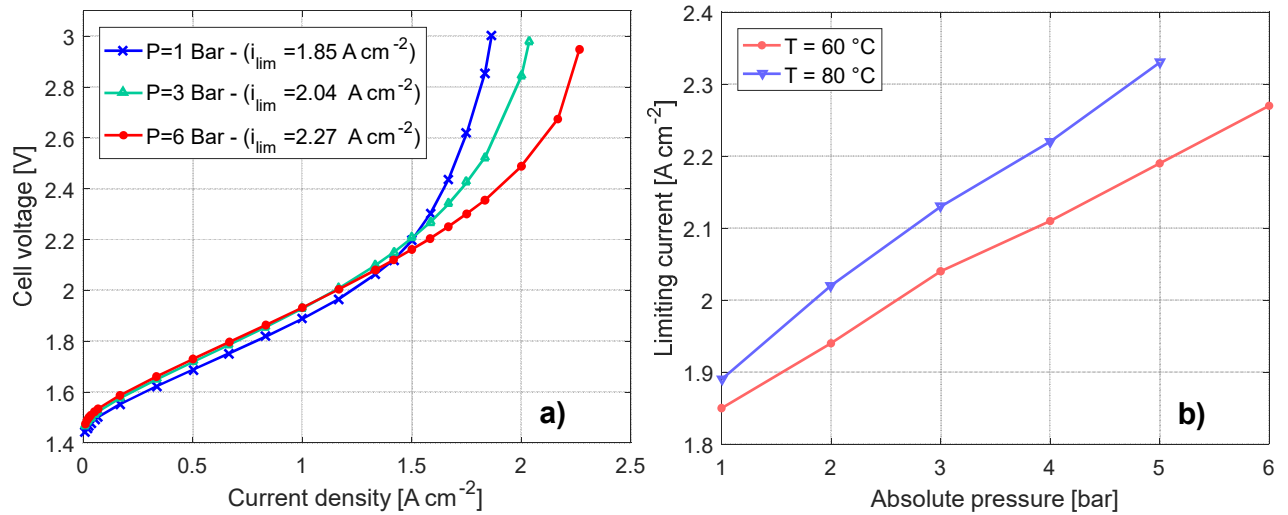 P=1 Bar - (i_lim =1.85 A cm^-2)
P=3 Bar - (i_lim =2.04 A cm^-2)
P=6 Bar - (i_lim =2.27 A cm^-2)
3
2.8
2.6
2.4
2.2
2
1.8
1.6
1.4
Cell voltage [V]
0
0.5
1
1.5
2
2.5
Current density [A cm^-2]
a)
T = 60 °C
T = 80 °C
2.4
2.3
2.2
2.1
2
1.9
1.8
Limiting current [A cm^-2]
1
2
3
4
5
6
Absolute pressure [bar]
b)